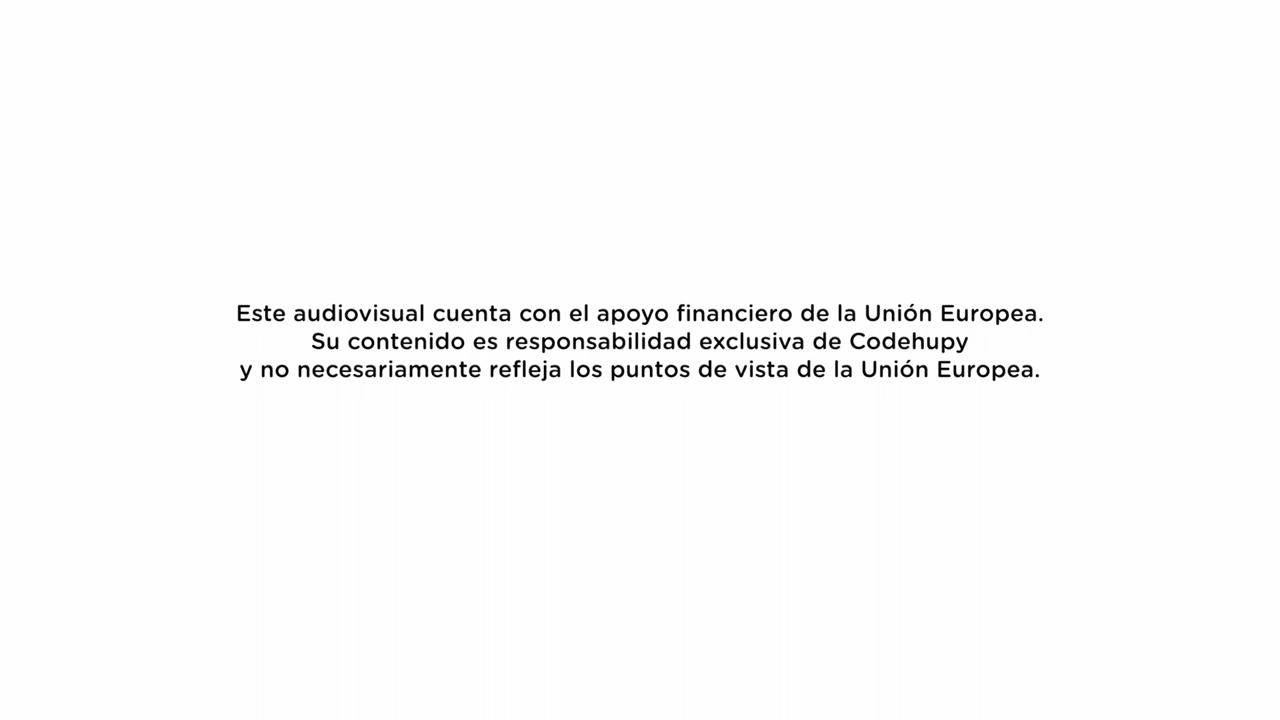 Este audiovisual cuenta con el apoyo financiero de la Unión Europea.
Su contenido es responsabilidad exclusiva de Codehupy
y no necesariamente refleja los puntos de vista de la Unión Europea.